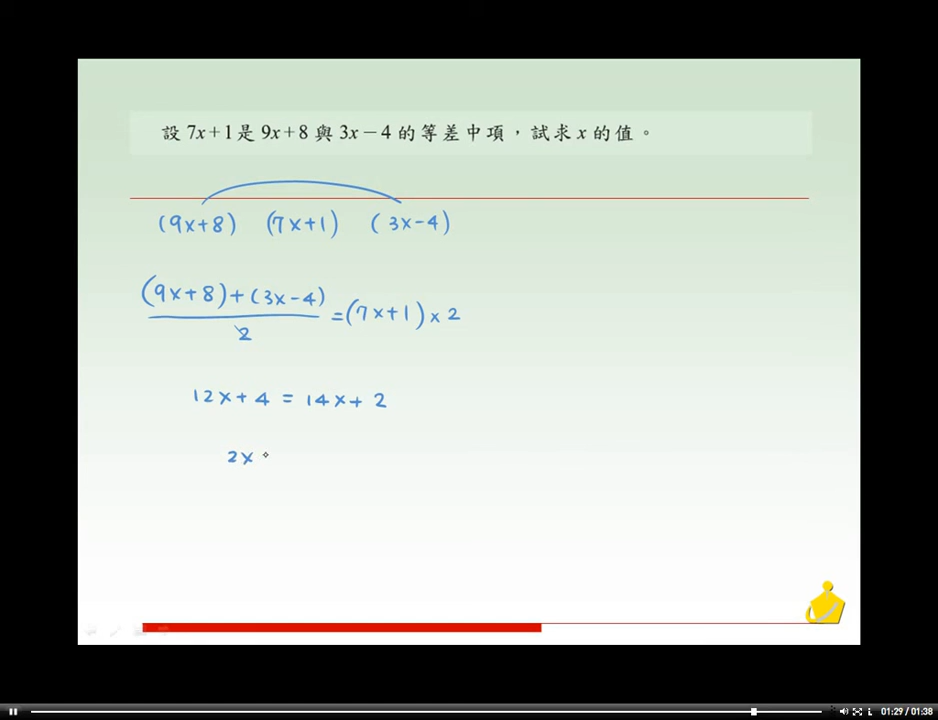 設 7x+1 是 9x+8 與 3x－4 的等差中項，試求 x 的值。
(9x+8) (7x+1) (3x-4)
(9x+8)+(3x-4)
2
=(7x+1)×2
12x+4 = 14x+2
2x
01:29 / 01:38